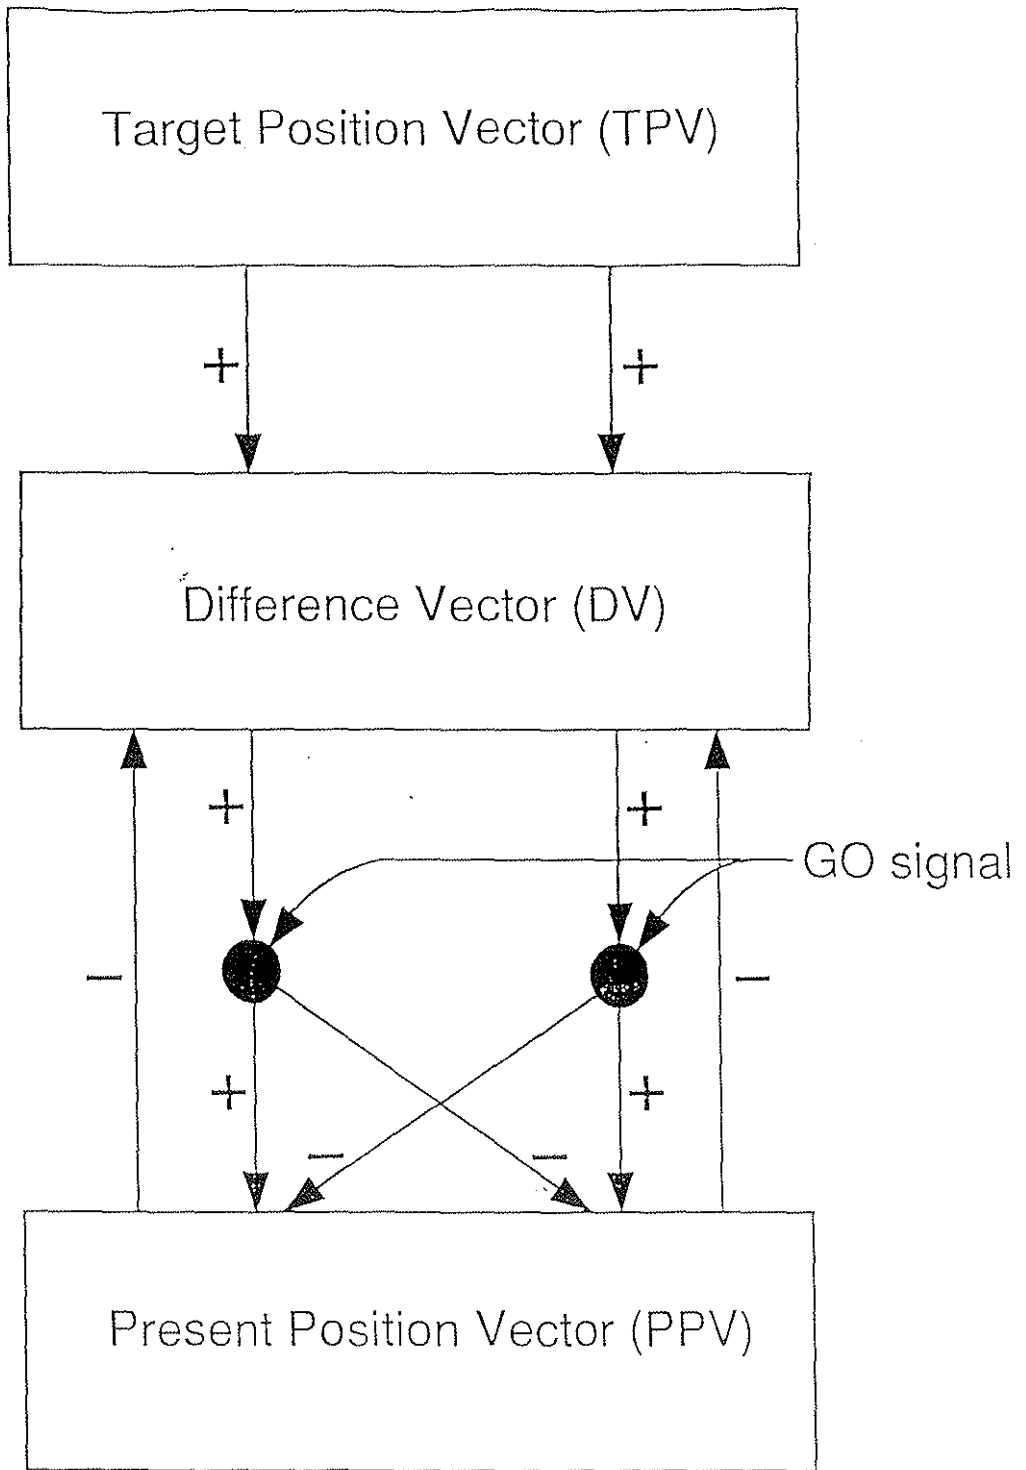 Target Position Vector (TPV)
+ +
Difference Vector (DV)
+ +
GO signal
− −
+ +
− −
Present Position Vector (PPV)